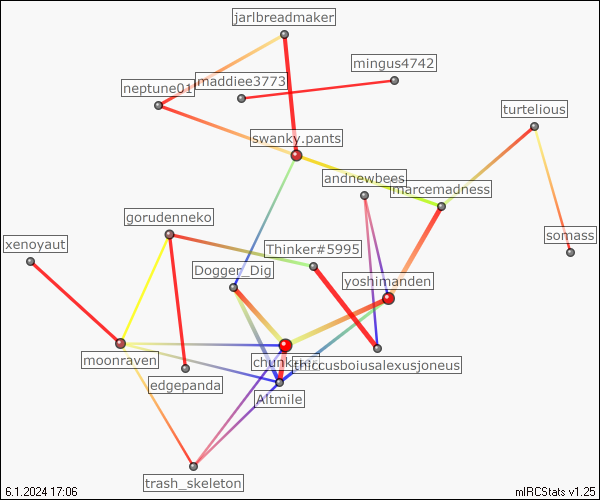 jarlbreadmaker
mingus4742
maddiee3773
neptune01
turtelious
swanky.pants
andnewbees
marcemadness
gorudenneko
somass
xenoyaut
Thinker#5995
Dogger_Dig
yoshimanden
moonraven
thiccusboiusalexusjoneus
edgepanda
Altmile
trash_skeleton
6.1.2024 17:06
mIRCStats v1.25